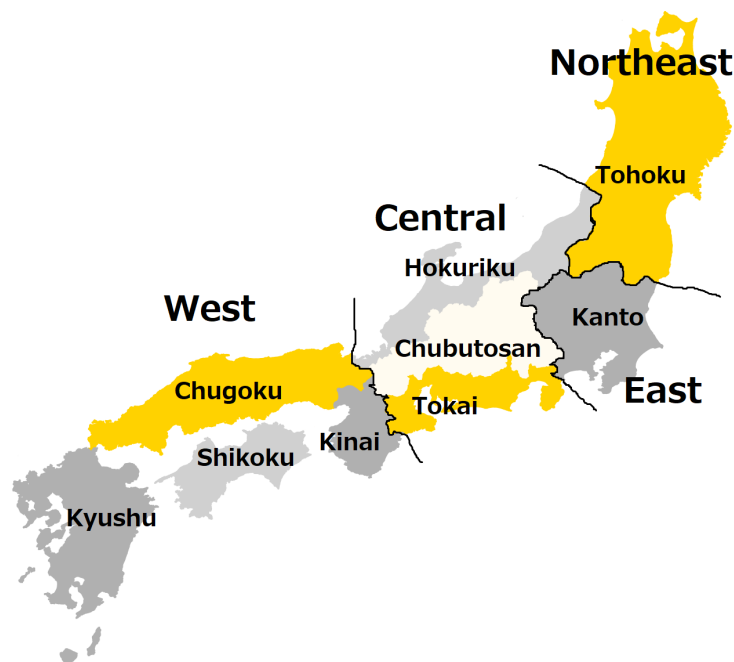 Northeast
Tohoku
Central
Hokuriku
West
Kanto
Chubutosan
Chugoku
East
Tokai
Kinai
Shikoku
Kyushu